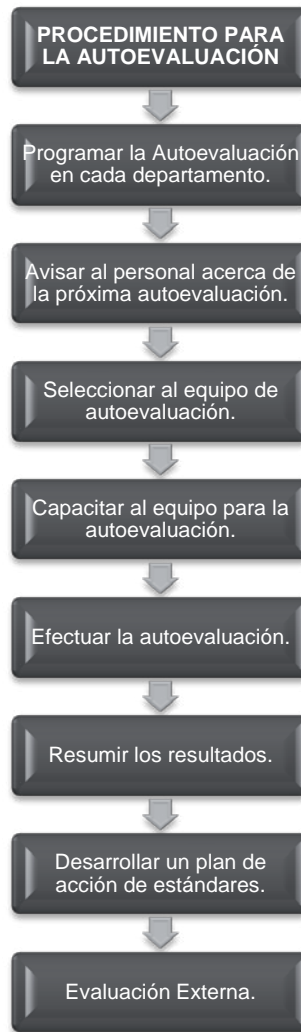 PROCEDIMIENTO PARA
LA AUTOEVALUACIÓN
Programar la Autoevaluación
en cada departamento.
Avisar al personal acerca de
la próxima autoevaluación.
Seleccionar al equipo de
autoevaluación.
Capacitar al equipo para la
autoevaluación.
Efectuar la autoevaluación.
Resumir los resultados.
Desarrollar un plan de
acción de estándares.
Evaluación Externa.